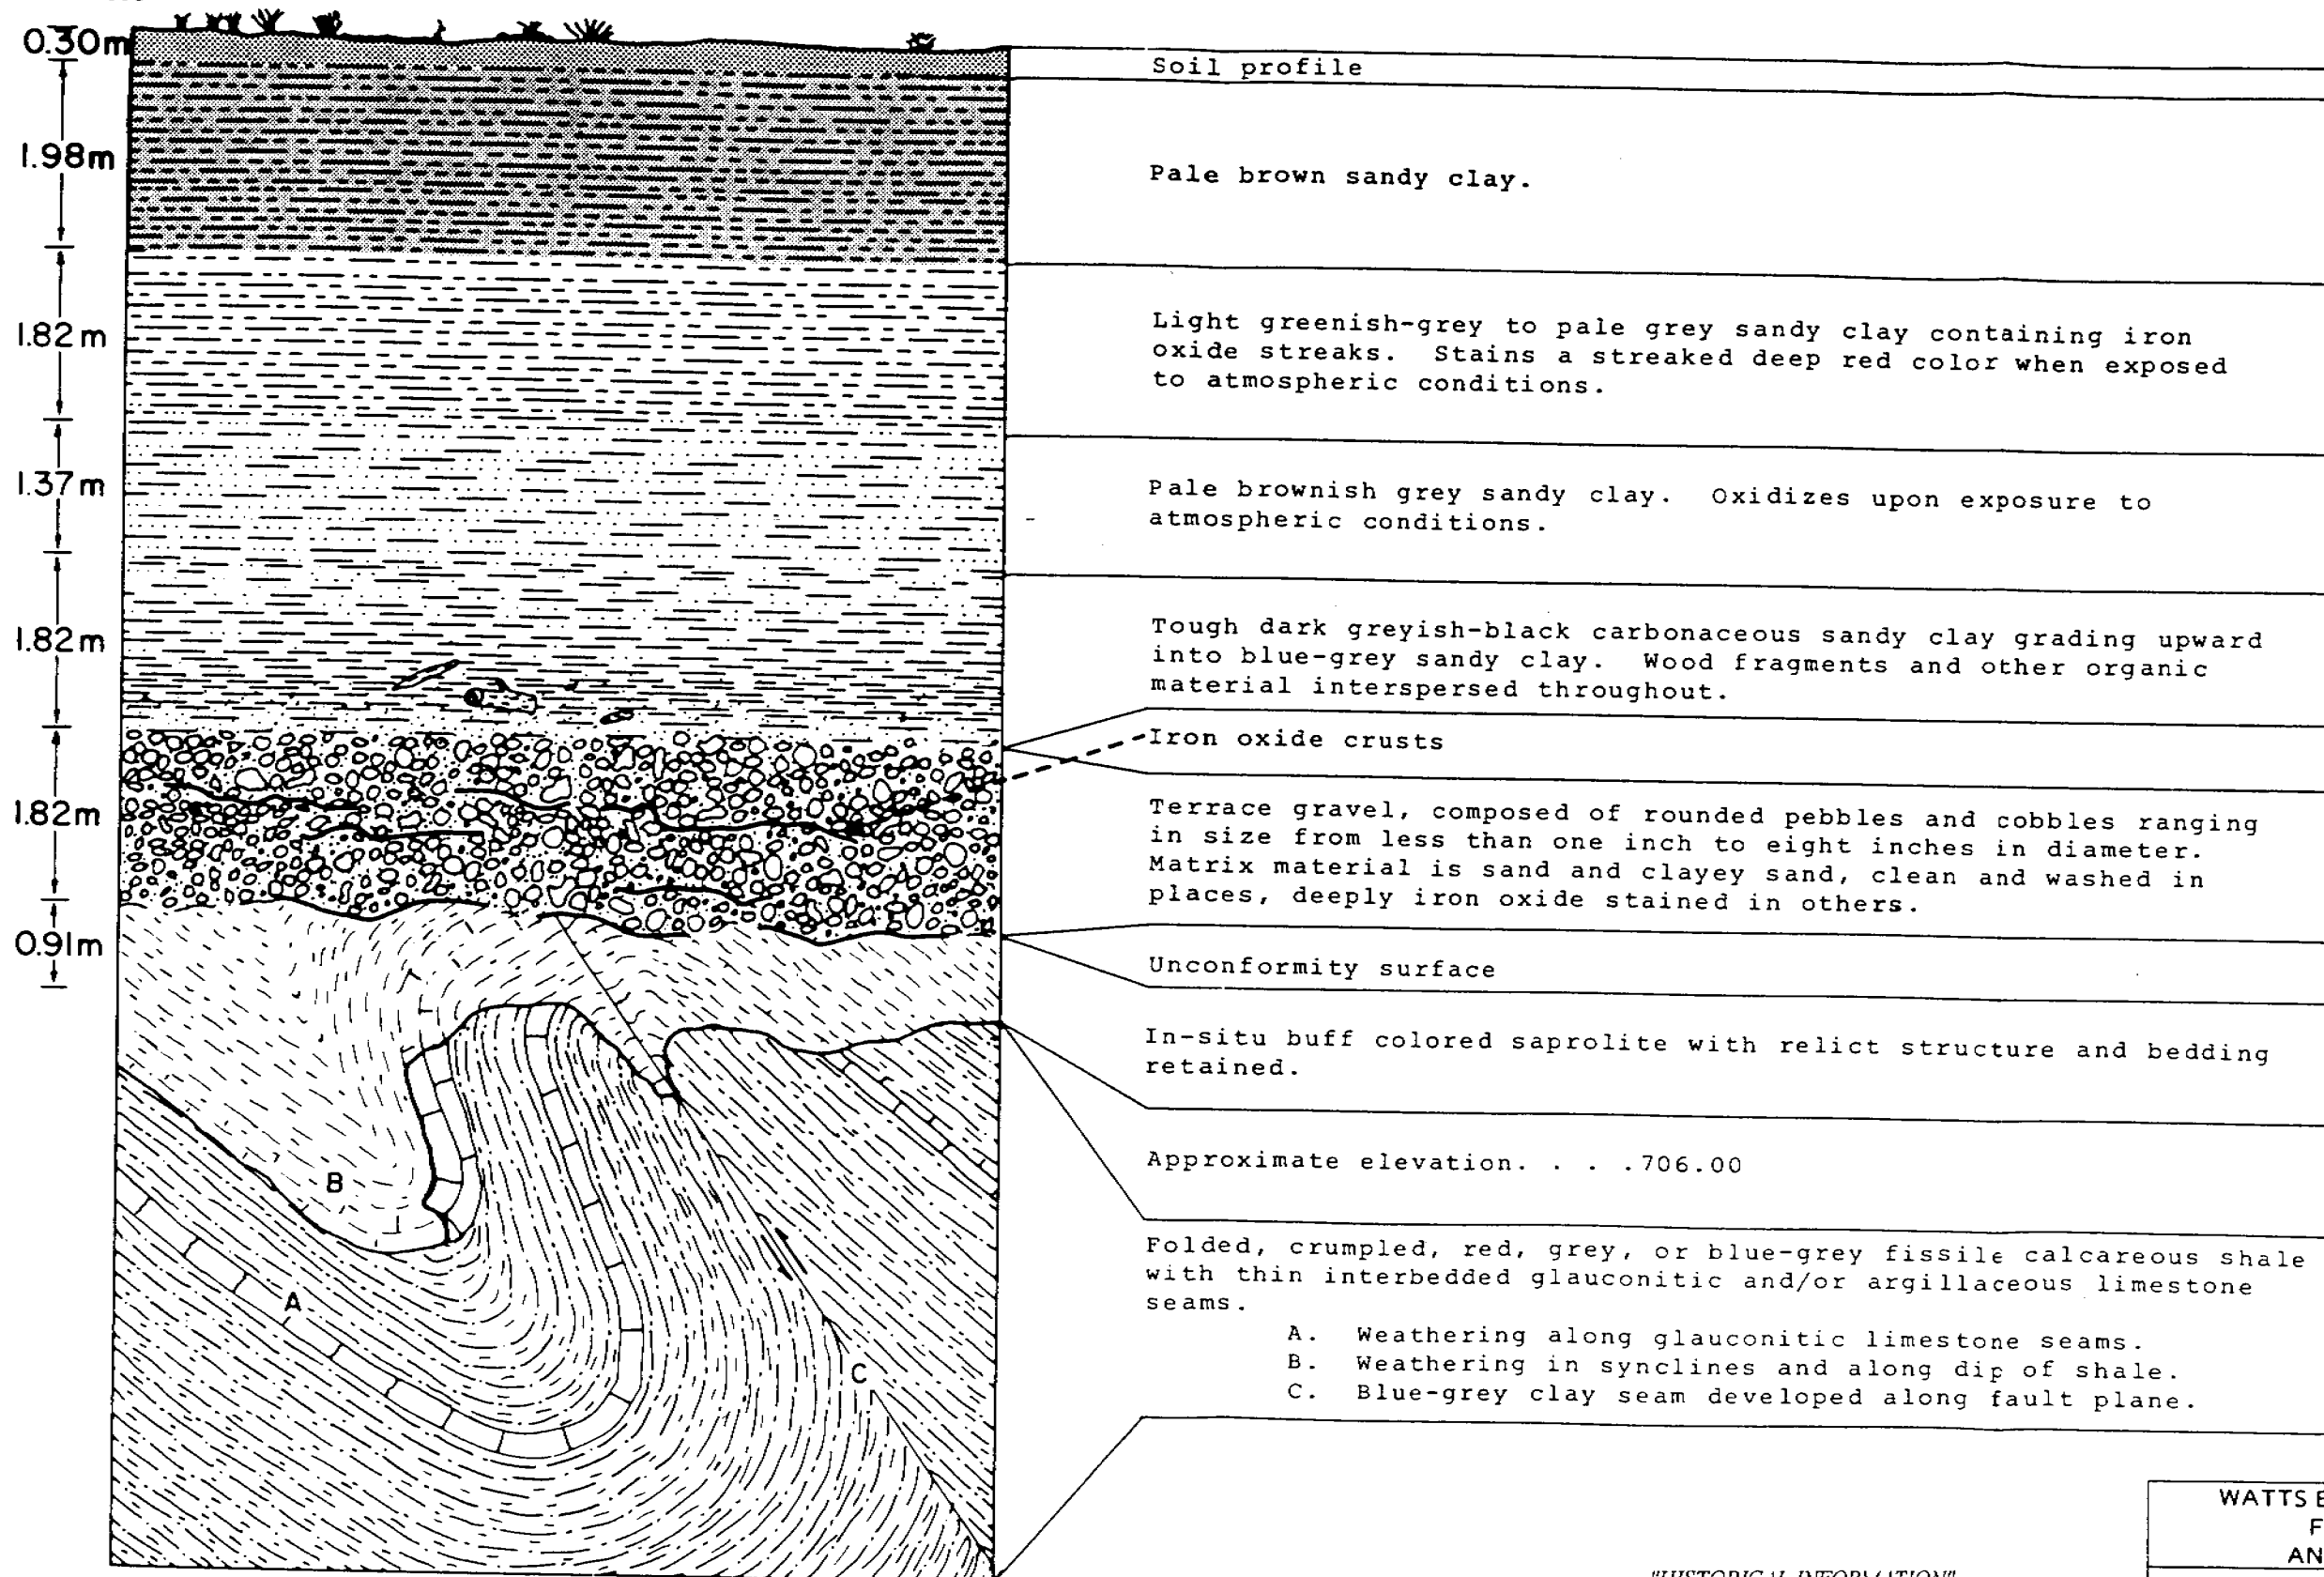 0.30m
1.98m
1.82m
1.37m
1.82m
1.82m
0.91m
Soil profile
Pale brown sandy clay.
Light greenish-grey to pale grey sandy clay containing iron
oxide streaks. Stains a streaked deep red color when exposed
to atmospheric conditions.
Pale brownish grey sandy clay. Oxidizes upon exposure to
atmospheric conditions.
Tough dark greyish-black carbonaceous sandy clay grading upward
into blue-grey sandy clay. Wood fragments and other organic
material interspersed throughout.
Iron oxide crusts
Terrace gravel, composed of rounded pebbles and cobbles ranging
in size from less than one inch to eight inches in diameter.
Matrix material is sand and clayey sand, clean and washed in
places, deeply iron oxide stained in others.
Unconformity surface
In-situ buff colored saprolite with relict structure and bedding
retained.
Approximate elevation. . . .706.00
Folded, crumpled, red, grey, or blue-grey fissile calcareous shale
with thin interbedded glauconitic and/or argillaceous limestone
seams.
A. Weathering along glauconitic limestone seams.
B. Weathering in synclines and along dip of shale.
C. Blue-grey clay seam developed along fault plane.
B
A
C
WATTS B
F
AN
"HISTORICAL INFORMATION"